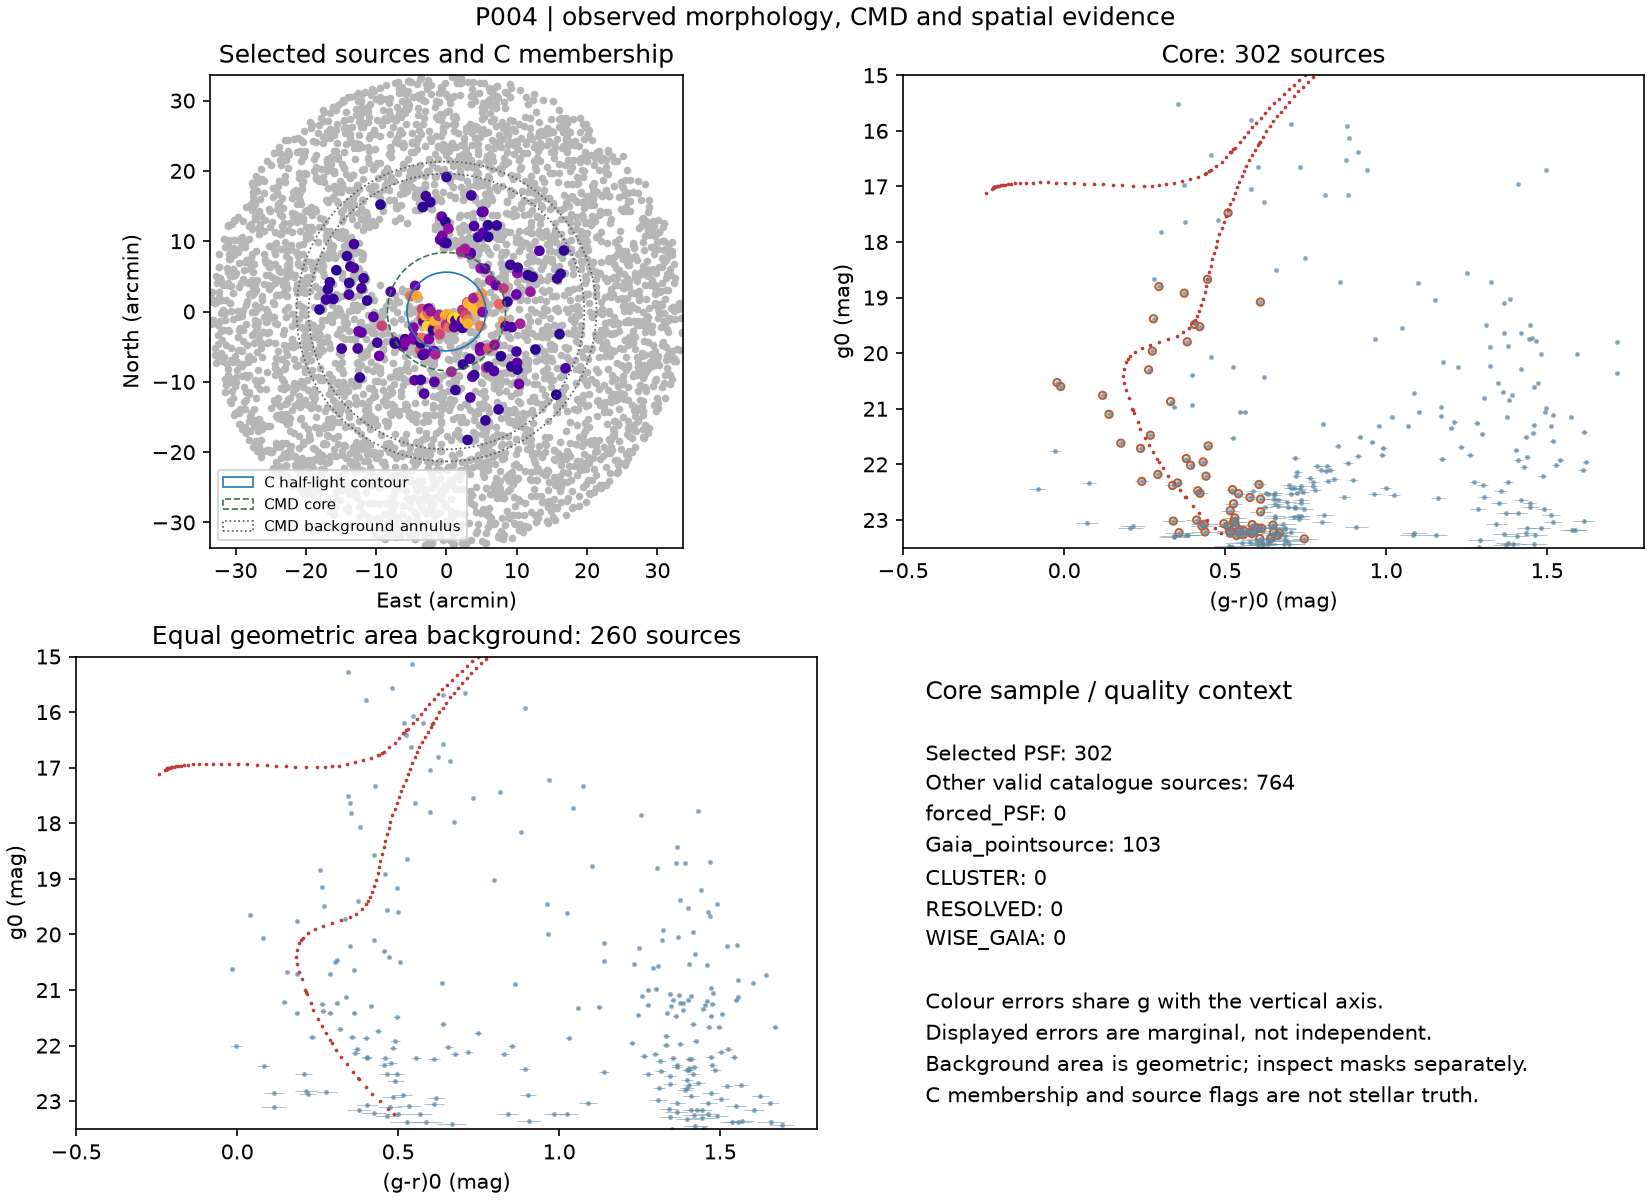 P004 | observed morphology, CMD and spatial evidence
Selected sources and C membership
30
20
10
0
−10
−20
−30
North (arcmin)
C half-light contour
CMD core
CMD background annulus
−30
−20
−10
0
10
20
30
East (arcmin)
Core: 302 sources
15
16
17
18
19
20
21
22
23
g0 (mag)
−0.5
0.0
0.5
1.0
1.5
(g-r)0 (mag)
Equal geometric area background: 260 sources
15
16
17
18
19
20
21
22
23
g0 (mag)
−0.5
0.0
0.5
1.0
1.5
(g-r)0 (mag)
Core sample / quality context
Selected PSF: 302
Other valid catalogue sources: 764
forced_PSF: 0
Gaia_pointsource: 103
CLUSTER: 0
RESOLVED: 0
WISE_GAIA: 0
Colour errors share g with the vertical axis.
Displayed errors are marginal, not independent.
Background area is geometric; inspect masks separately.
C membership and source flags are not stellar truth.